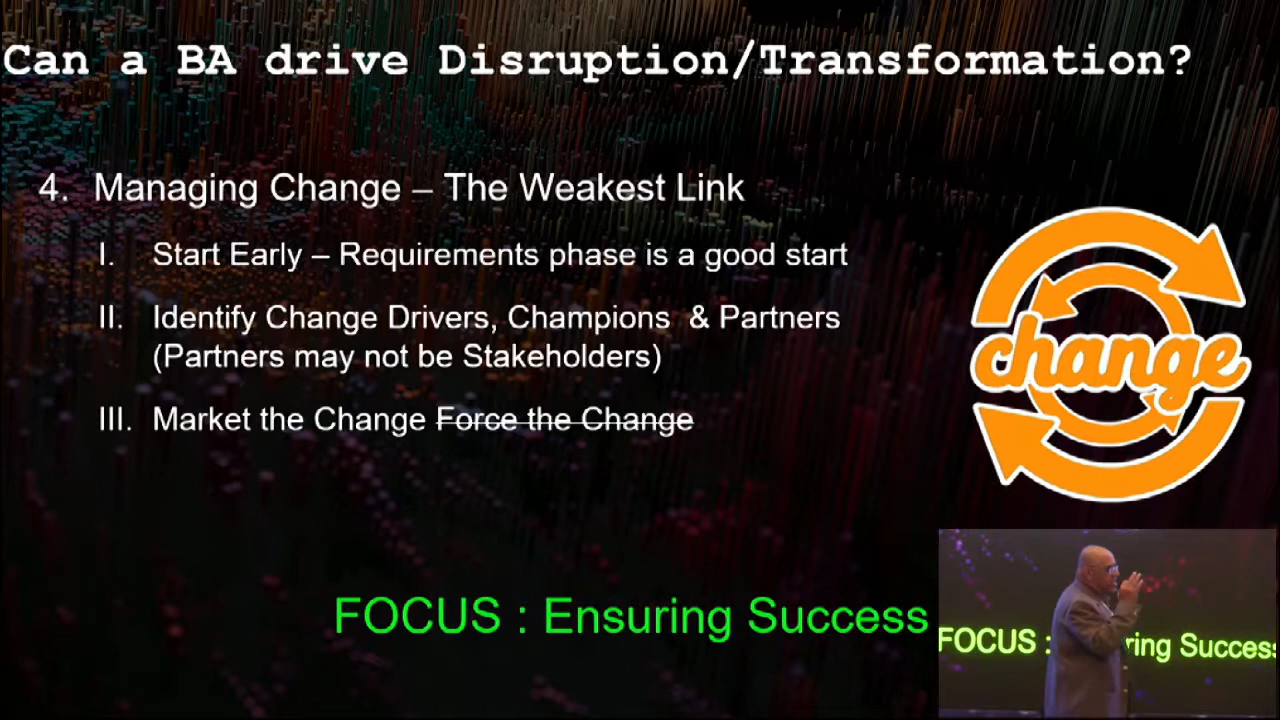 Can a BA drive Disruption/Transformation?
4. Managing Change – The Weakest Link
I. Start Early – Requirements phase is a good start
II. Identify Change Drivers, Champions & Partners
(Partners may not be Stakeholders)
III. Market the Change Force the Change
change
FOCUS : Ensuring Success
FOCUS : ring Success